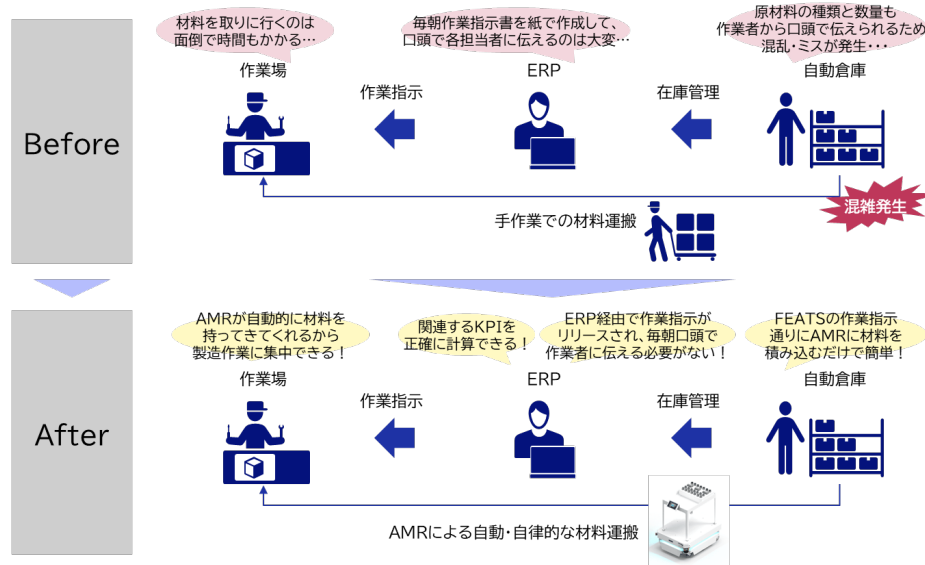 材料を取りに行くのは
面倒で時間もかかる…
毎朝作業指示書を紙で作成して、
口頭で各担当者に伝えるのは大変…
原材料の種類と数量も
作業者から口頭で伝えられるため
混乱・ミスが発生・・・
作業場
ERP
自動倉庫
作業指示
在庫管理
Before
混雑発生
手作業での材料運搬
AMRが自動的に材料を
持ってきてくれるから
製造作業に集中できる!
関連するKPIを
正確に計算できる!
ERP経由で作業指示が
リリースされ、毎朝口頭で
作業者に伝える必要がない!
FEATSの作業指示
通りにAMRに材料を
積み込むだけで簡単!
作業場
ERP
自動倉庫
作業指示
在庫管理
After
AMRによる自動・自律的な材料運搬